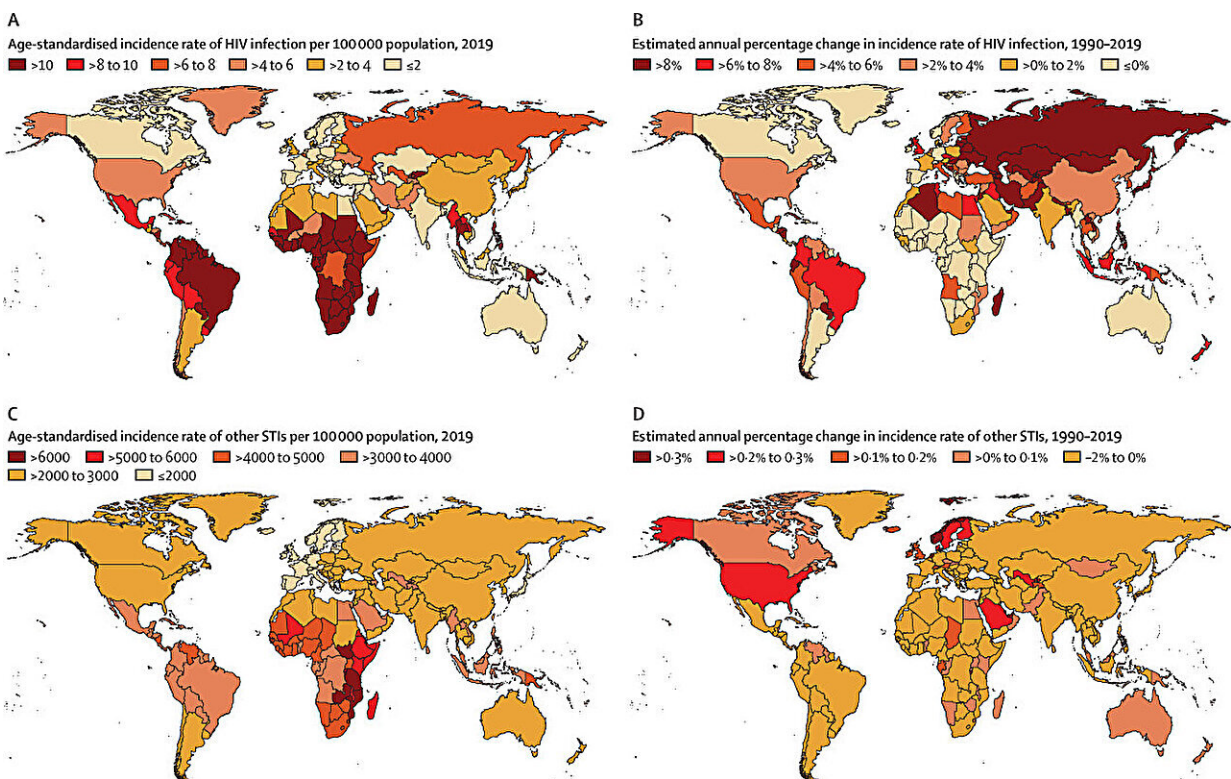 A
Age-standardised incidence rate of HIV infection per 100 000 population, 2019
>10 >8 to 10 >6 to 8 >4 to 6 >2 to 4 ≤2
B
Estimated annual percentage change in incidence rate of HIV infection, 1990–2019
>8% >6% to 8% >4% to 6% >2% to 4% >0% to 2% ≤0%
C
Age-standardised incidence rate of other STIs per 100 000 population, 2019
>6000 >5000 to 6000 >4000 to 5000 >3000 to 4000
>2000 to 3000 ≤2000
D
Estimated annual percentage change in incidence rate of other STIs, 1990–2019
>0·3% >0·2% to 0·3% >0·1% to 0·2% >0% to 0·1% –2% to 0%